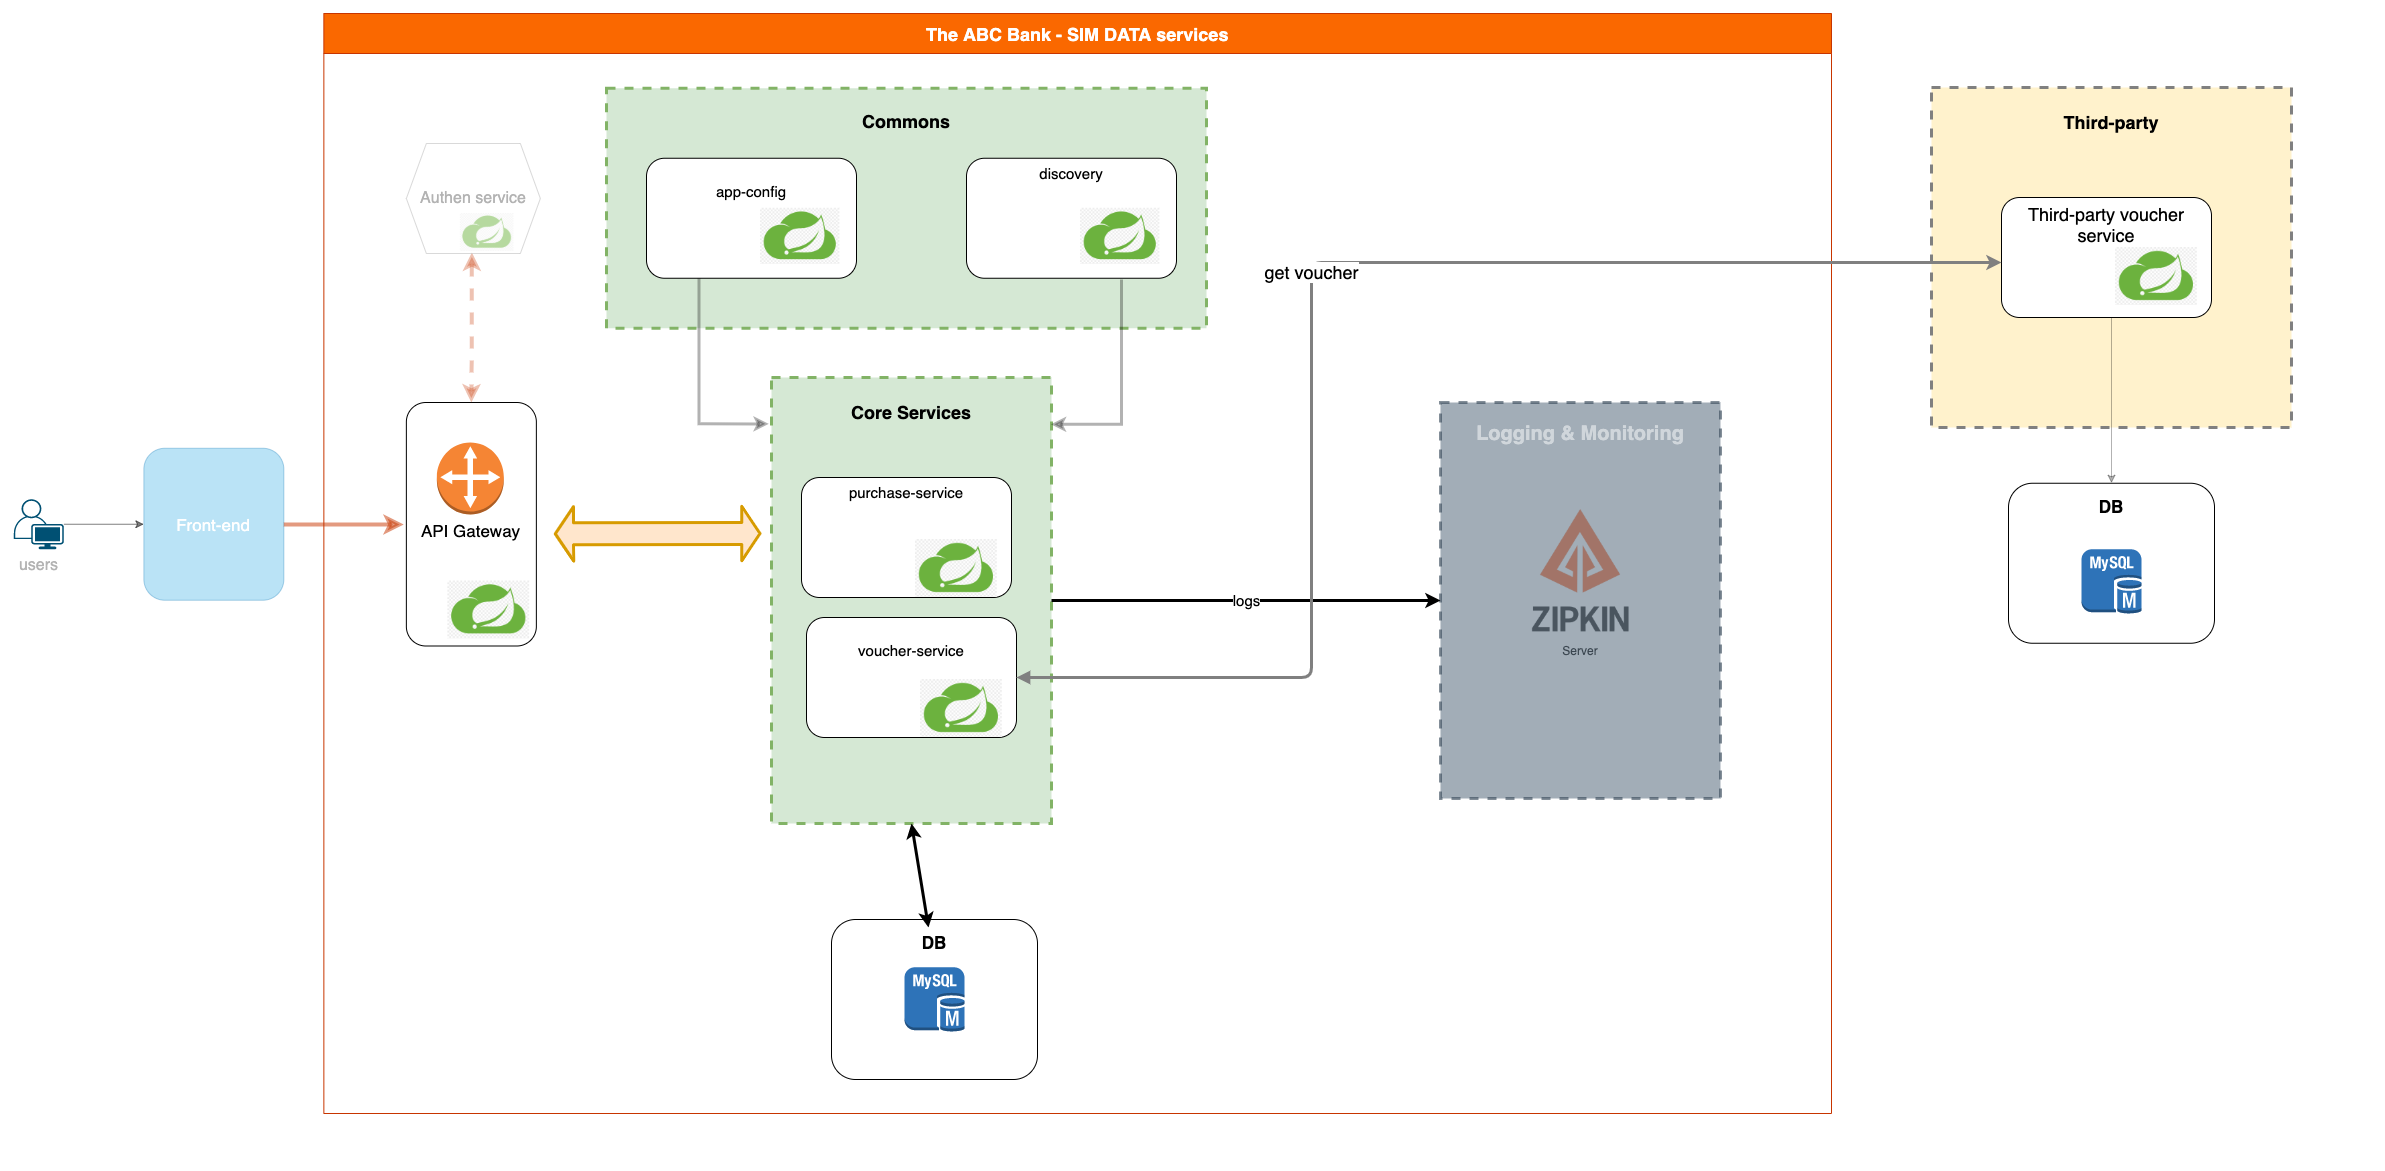 The ABC Bank - SIM DATA services
Commons
app-config
discovery
Authen service
Third-party
Third-party voucher
service
get voucher
Core Services
purchase-service
voucher-service
Logging & Monitoring
ZIPKIN
Server
logs
users
Front-end
API Gateway
DB
MySQL
M
DB
MySQL
M